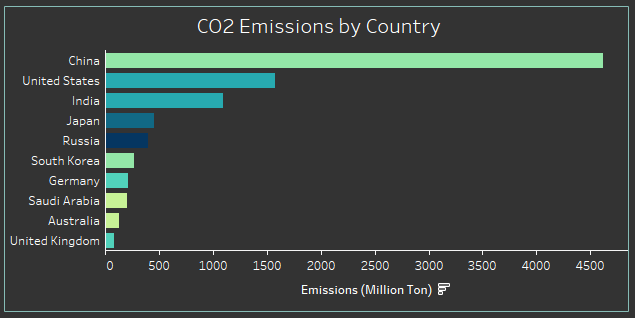 CO2 Emissions by Country
China
United States
India
Japan
Russia
South Korea
Germany
Saudi Arabia
Australia
United Kingdom
0 500 1000 1500 2000 2500 3000 3500 4000 4500
Emissions (Million Ton)